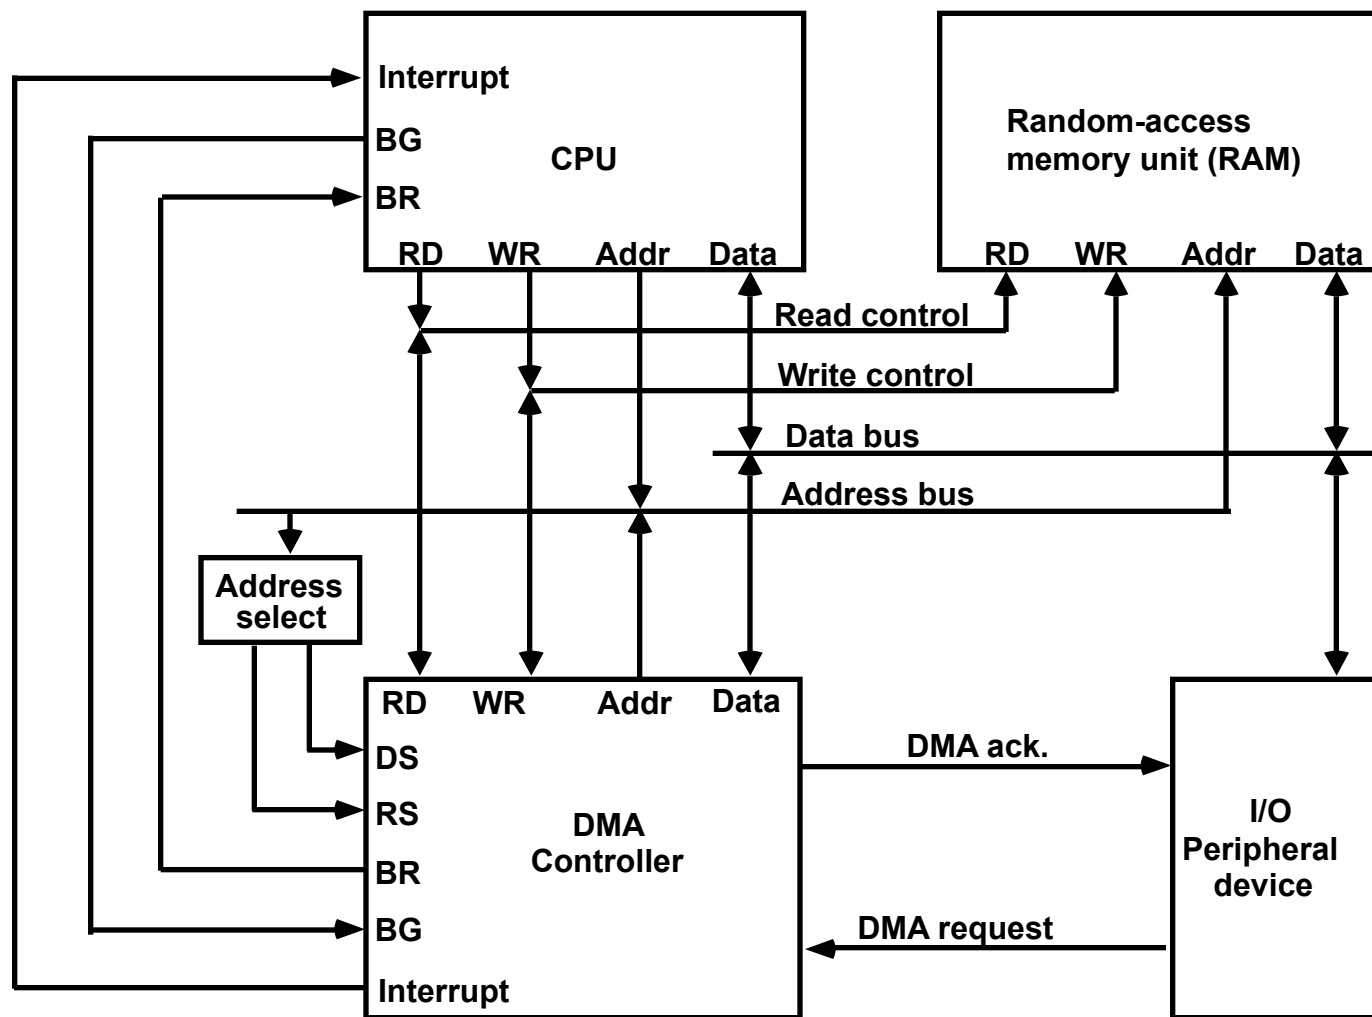 Interrupt
BG
BR
CPU
RD WR Addr Data
Random-access
memory unit (RAM)
RD WR Addr Data
Read control
Write control
Data bus
Address bus
Address
select
RD WR Addr Data
DS
RS
BR
BG
Interrupt
DMA
Controller
DMA ack.
DMA request
I/O
Peripheral
device